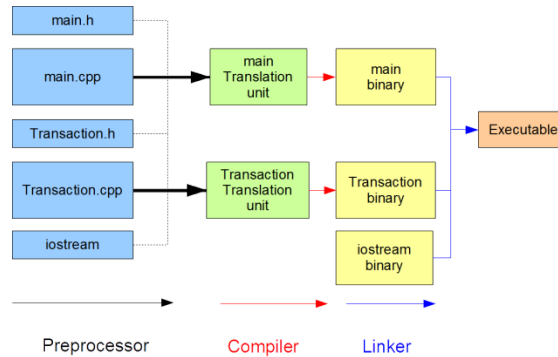 main.h
main.cpp
Transaction.h
Transaction.cpp
iostream
main
Translation
unit
Transaction
Translation
unit
main
binary
Transaction
binary
iostream
binary
Executable
Preprocessor
Compiler
Linker